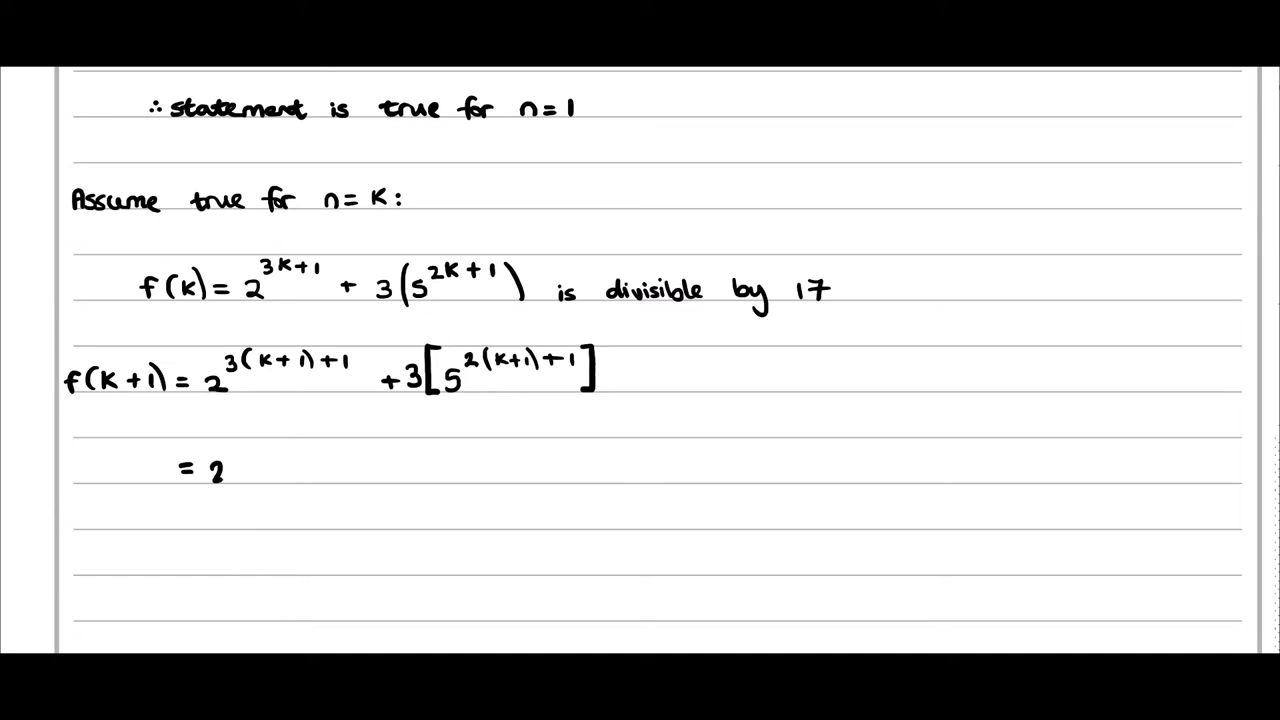 ∴ statement is true for n=1
Assume true for n=k:
f(k)=2^{3k+1} + 3(5^{2k+1}) is divisible by 17
f(k+1)=2^{3(k+1)+1} +3[5^{2(k+1)+1}]
= 2